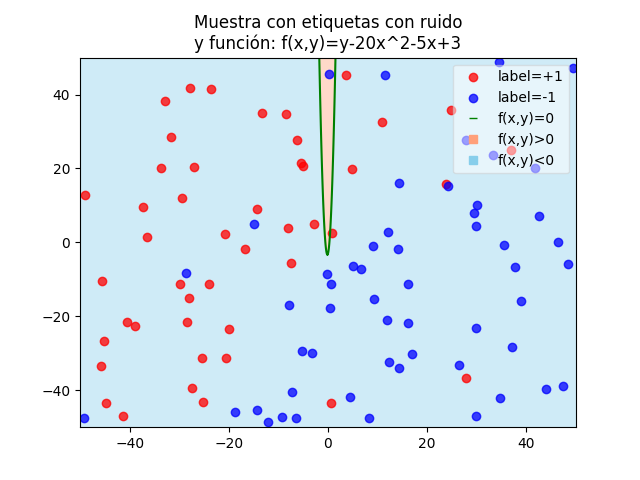 Muestra con etiquetas con ruido
y función: f(x,y)=y-20x^2-5x+3
label=+1
label=-1
f(x,y)=0
f(x,y)>0
f(x,y)<0
40
20
0
−20
−40
−40
−20
0
20
40